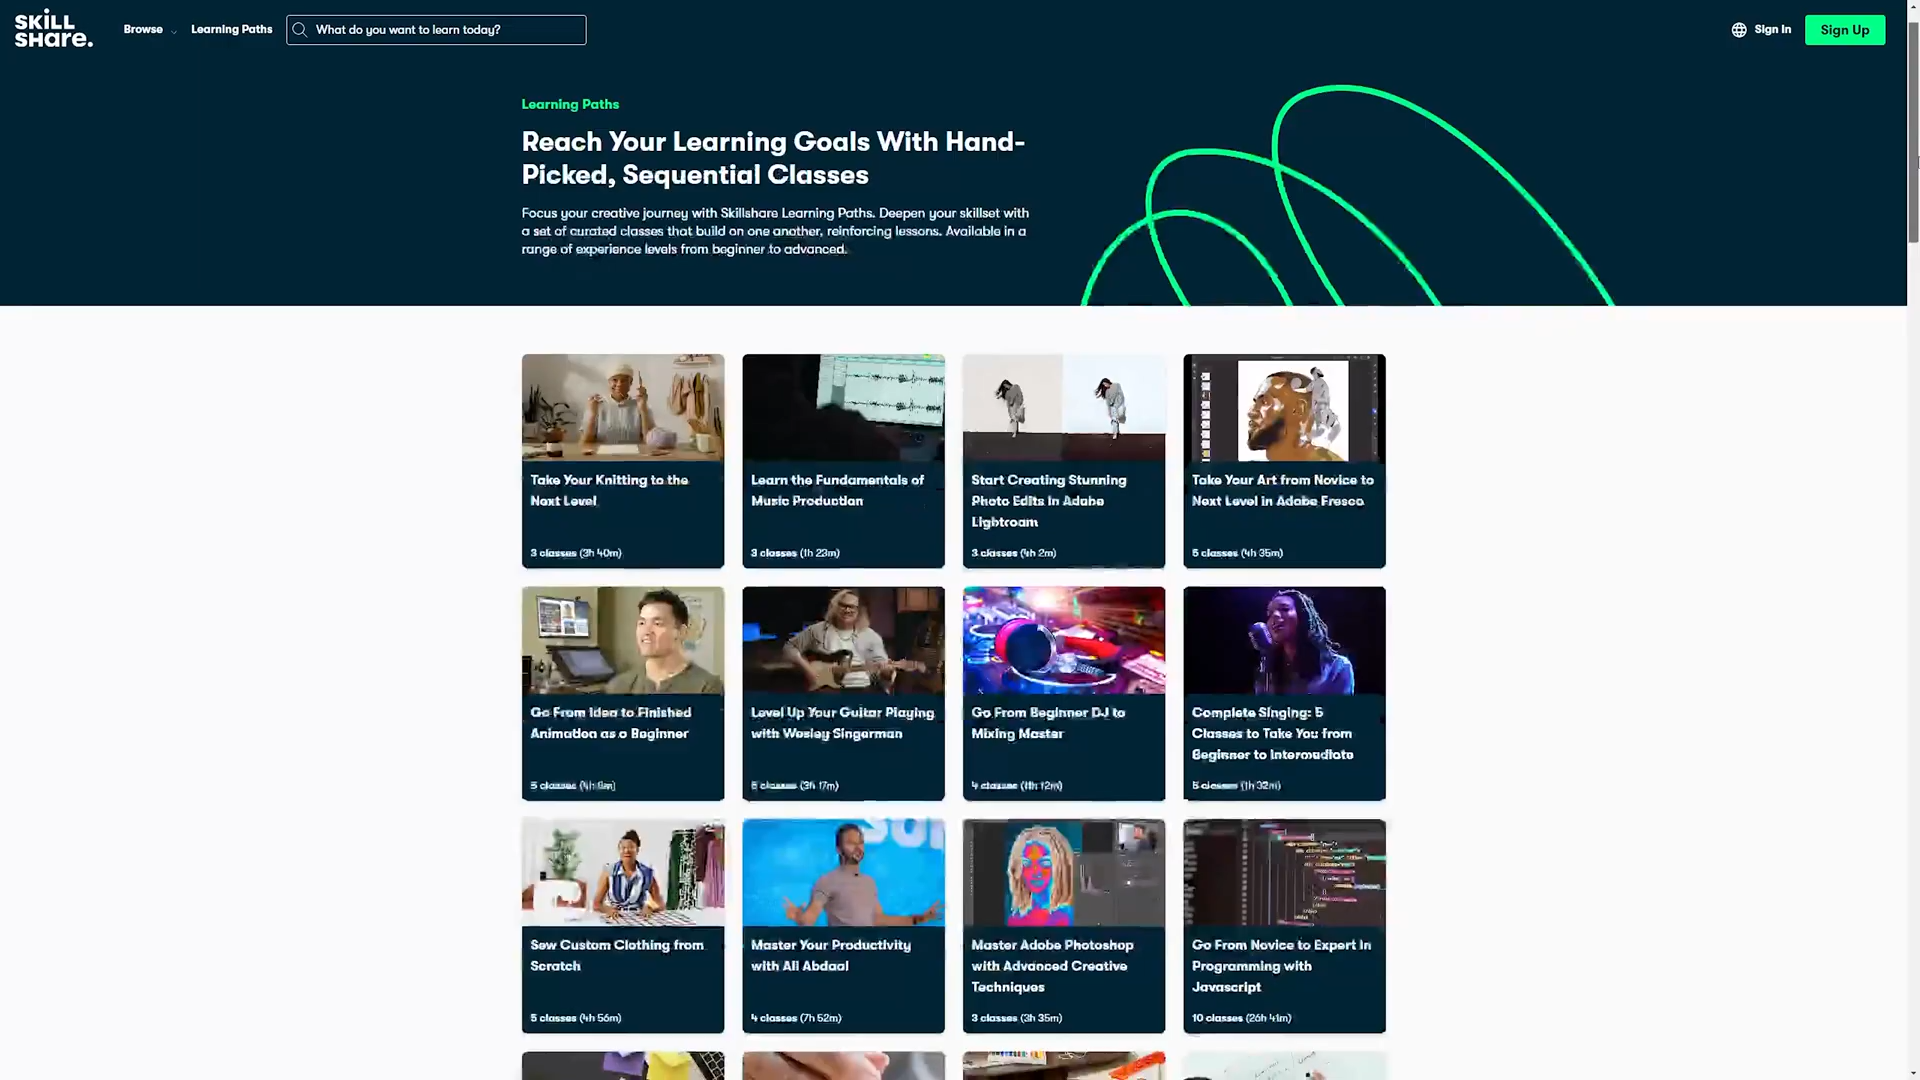 SKILL
SHare.
Browse
Learning Paths
What do you want to learn today?
Sign In
Sign Up
Learning Paths
Reach Your Learning Goals With Hand-
Picked, Sequential Classes
Focus your creative journey with Skillshare Learning Paths. Deepen your skillset with
a set of curated classes that build on one another, reinforcing lessons. Available in a
range of experience levels from beginner to advanced.
Take Your Knitting to the
Next Level
3 classes (3h 40m)
Learn the Fundamentals of
Music Production
3 classes (1h 23m)
Start Creating Stunning
Photo Edits in Adobe
Lightroom
3 classes (4h 2m)
Take Your Art from Novice to
Next Level in Adobe Fresco
5 classes (4h 35m)
Go From Idea to Finished
Animation as a Beginner
5 classes
Level Up Your Guitar Playing
with Wesley Singerman
classes (3h 17m)
Go From Beginner DJ to
Mixing Master
4 classes (11h 12m)
Complete Singing: 5
Classes to Take You from
Beginner to Intermediate
5 classes (1h 32m)
Sew Custom Clothing from
Scratch
5 classes (4h 56m)
Master Your Productivity
with Ali Abdaal
4 classes (7h 52m)
Master Adobe Photoshop
with Advanced Creative
Techniques
3 classes (3h 35m)
Go From Novice to Expert in
Programming with
Javascript
10 classes (26h 41m)